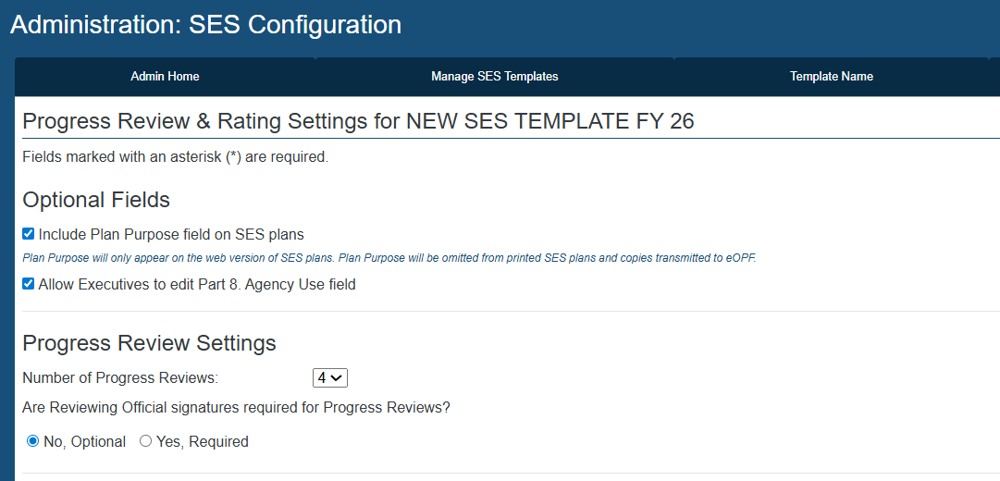 Administration: SES Configuration
Admin Home Manage SES Templates Template Name
Progress Review & Rating Settings for NEW SES TEMPLATE FY 26
Fields marked with an asterisk (*) are required.
Optional Fields
Include Plan Purpose field on SES plans
Plan Purpose will only appear on the web version of SES plans. Plan Purpose will be omitted from printed SES plans and copies transmitted to eOPF.
Allow Executives to edit Part 8. Agency Use field
Progress Review Settings
Number of Progress Reviews: 4
Are Reviewing Official signatures required for Progress Reviews?
No, Optional Yes, Required